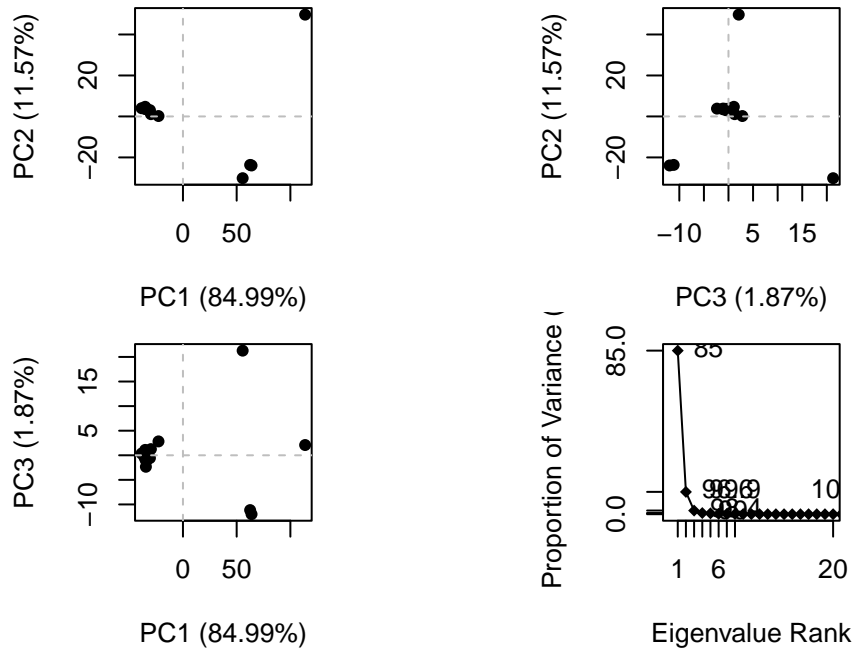 PC2 (11.57%)
20
−20
0 50
PC1 (84.99%)
PC2 (11.57%)
20
−20
−10 5 15
PC3 (1.87%)
PC3 (1.87%)
15
5
−10
0 50
PC1 (84.99%)
Proportion of Variance (
85.0
0.0
85
10
1 6 20
Eigenvalue Rank